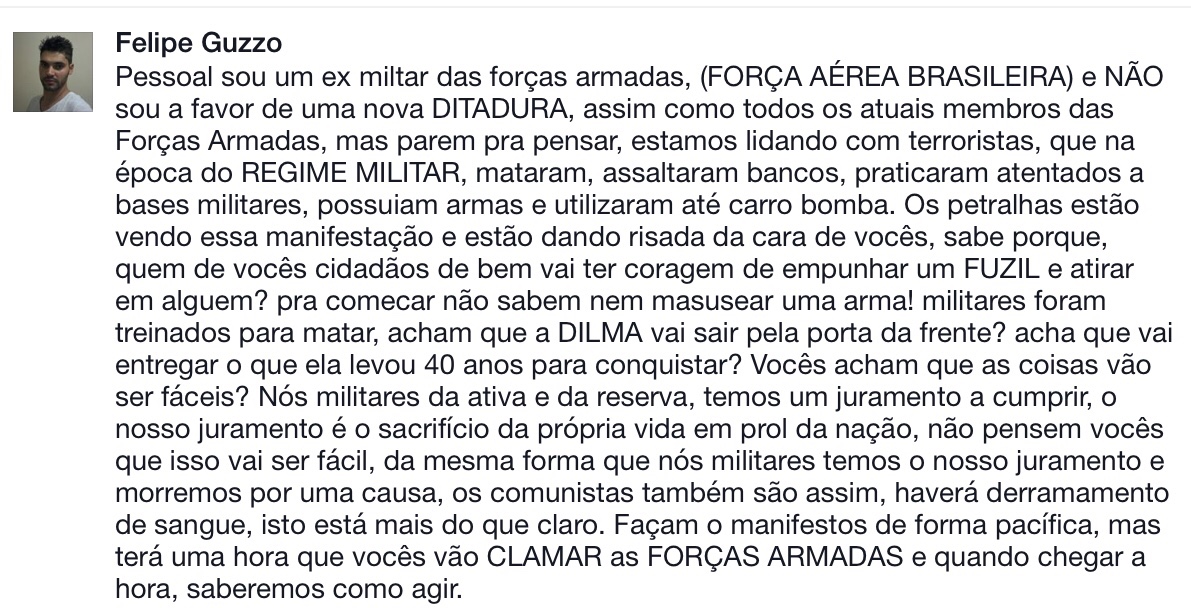 Felipe Guzzo
Pessoal sou um ex miltar das forças armadas, (FORÇA AÉREA BRASILEIRA) e NÃO
sou a favor de uma nova DITADURA, assim como todos os atuais membros das
Forças Armadas, mas parem pra pensar, estamos lidando com terroristas, que na
época do REGIME MILITAR, mataram, assaltaram bancos, praticaram atentados a
bases militares, possuiam armas e utilizaram até carro bomba. Os petralhas estão
vendo essa manifestação e estão dando risada da cara de vocês, sabe porque,
quem de vocês cidadãos de bem vai ter coragem de empunhar um FUZIL e atirar
em alguem? pra comecar não sabem nem masusear uma arma! militares foram
treinados para matar, acham que a DILMA vai sair pela porta da frente? acha que vai
entregar o que ela levou 40 anos para conquistar? Vocês acham que as coisas vão
ser fáceis? Nós militares da ativa e da reserva, temos um juramento a cumprir, o
nosso juramento é o sacrifício da própria vida em prol da nação, não pensem vocês
que isso vai ser fácil, da mesma forma que nós militares temos o nosso juramento e
morremos por uma causa, os comunistas também são assim, haverá derramamento
de sangue, isto está mais do que claro. Façam o manifestos de forma pacífica, mas
terá uma hora que vocês vão CLAMAR as FORÇAS ARMADAS e quando chegar a
hora, saberemos como agir.